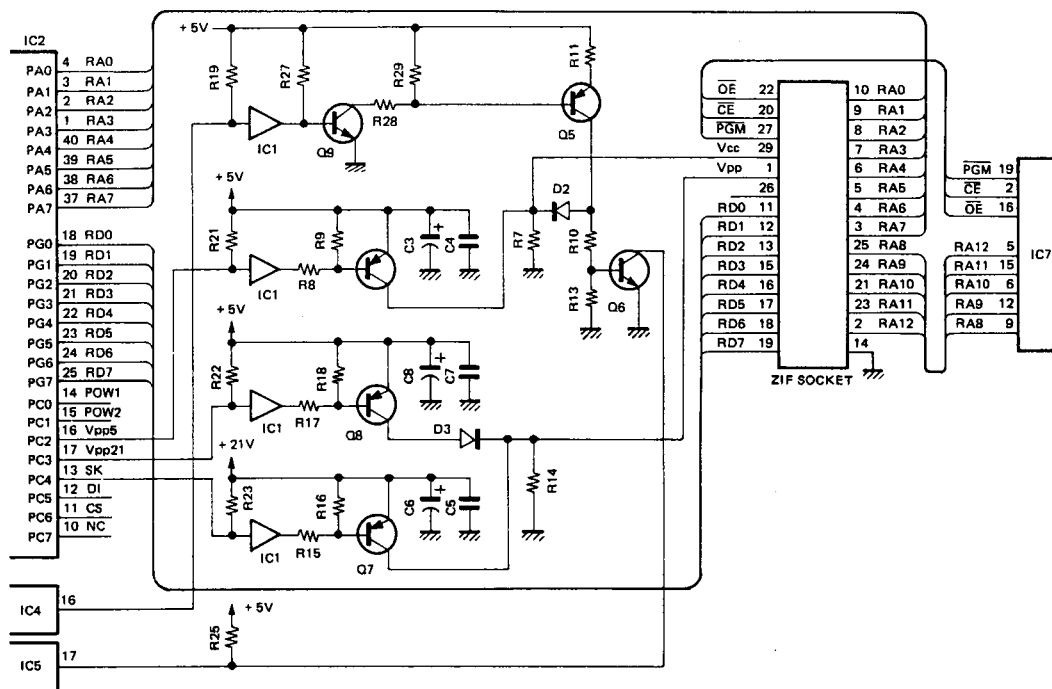 IC2
PA0
PA1
PA2
PA3
PA4
PA5
PA6
PA7
4 RA0
3 RA1
2 RA2
1 RA3
40 RA4
39 RA5
38 RA6
37 RA7
PG0
PG1
PG2
PG3
PG4
PG5
PG6
PG7
18 RD0
19 RD1
20 RD2
21 RD3
22 RD4
23 RD5
24 RD6
25 RD7
PC0
PC1
PC2
PC3
PC4
PC5
PC6
PC7
14 POW1
15 POW2
16 Vpp5
17 Vpp21
13 SK
12 DI
11 CS
10 NC
IC4
16
IC5
17
+ 5V
R19
R27
R29
R11
IC1
Q9
R28
Q5
+ 5V
R21
R9
C3
+
C4
IC1
R8
D2
R7
R10
R13
Q6
+ 5V
R22
R18
C8
+
C7
IC1
R17
Q8
D3
R14
+ 21V
R23
R16
C6
+
C5
IC1
R15
Q7
+ 5V
R25
OE 22
CE 20
PGM 27
Vcc 29
Vpp 1
26
RD0 11
RD1 12
RD2 13
RD3 15
RD4 16
RD5 17
RD6 18
RD7 19
10 RA0
9 RA1
8 RA2
7 RA3
6 RA4
5 RA5
4 RA6
3 RA7
25 RA8
24 RA9
21 RA10
23 RA11
2 RA12
14
ZIF SOCKET
PGM 19
CE 2
OE 16
RA12 5
RA11 15
RA10 6
RA9 12
RA8 9
IC7